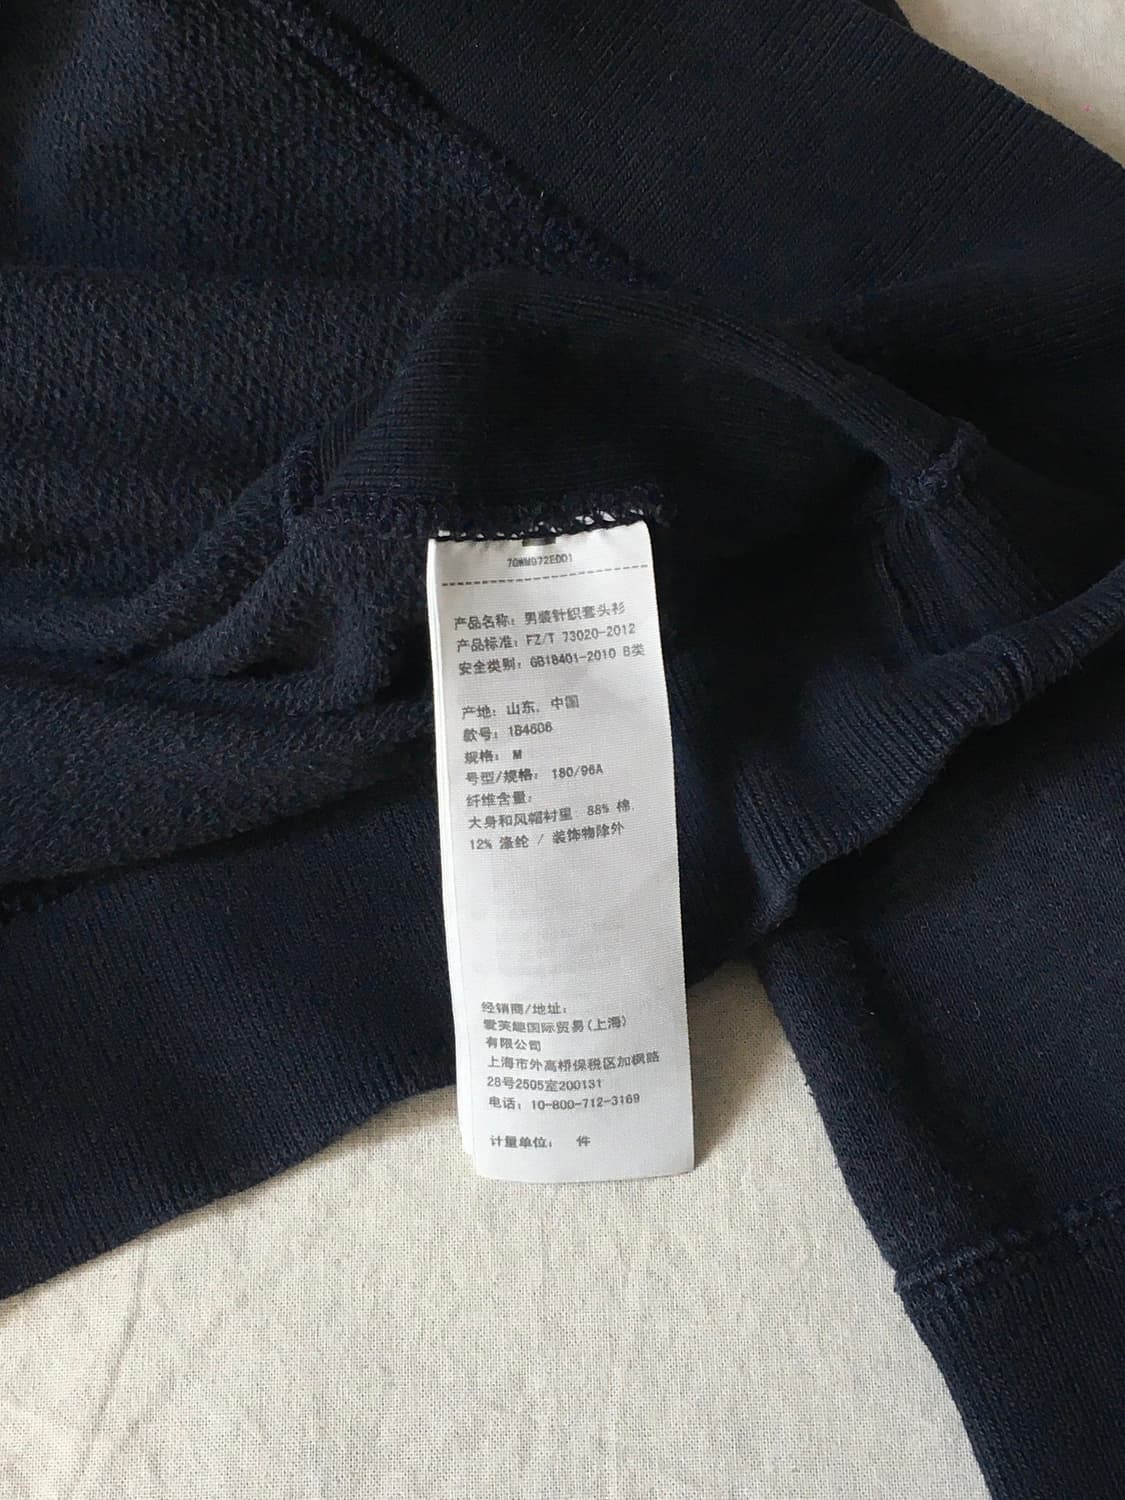 70WM972E001
产品名称：男装针织套头衫
产品标准：FZ/T 73020-2012
安全类别：GB18401-2010 B类
产地：山东, 中国
款号：1B4606
规格：M
号型/规格：180/96A
纤维含量：
大身和风帽衬里 88% 棉,
12% 涤纶 / 装饰物除外
经销商/地址：
爱芙趣国际贸易(上海)
有限公司
上海市外高桥保税区加枫路
28号2505室200131
电话：10-800-712-3169
计量单位： 件